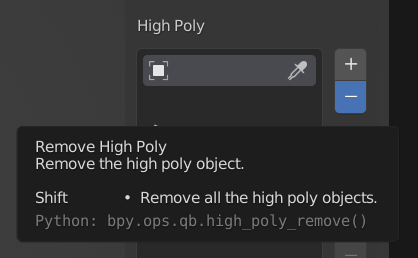 High Poly
Remove High Poly
Remove the high poly object.
Shift • Remove all the high poly objects.
Python: bpy.ops.qb.high_poly_remove()